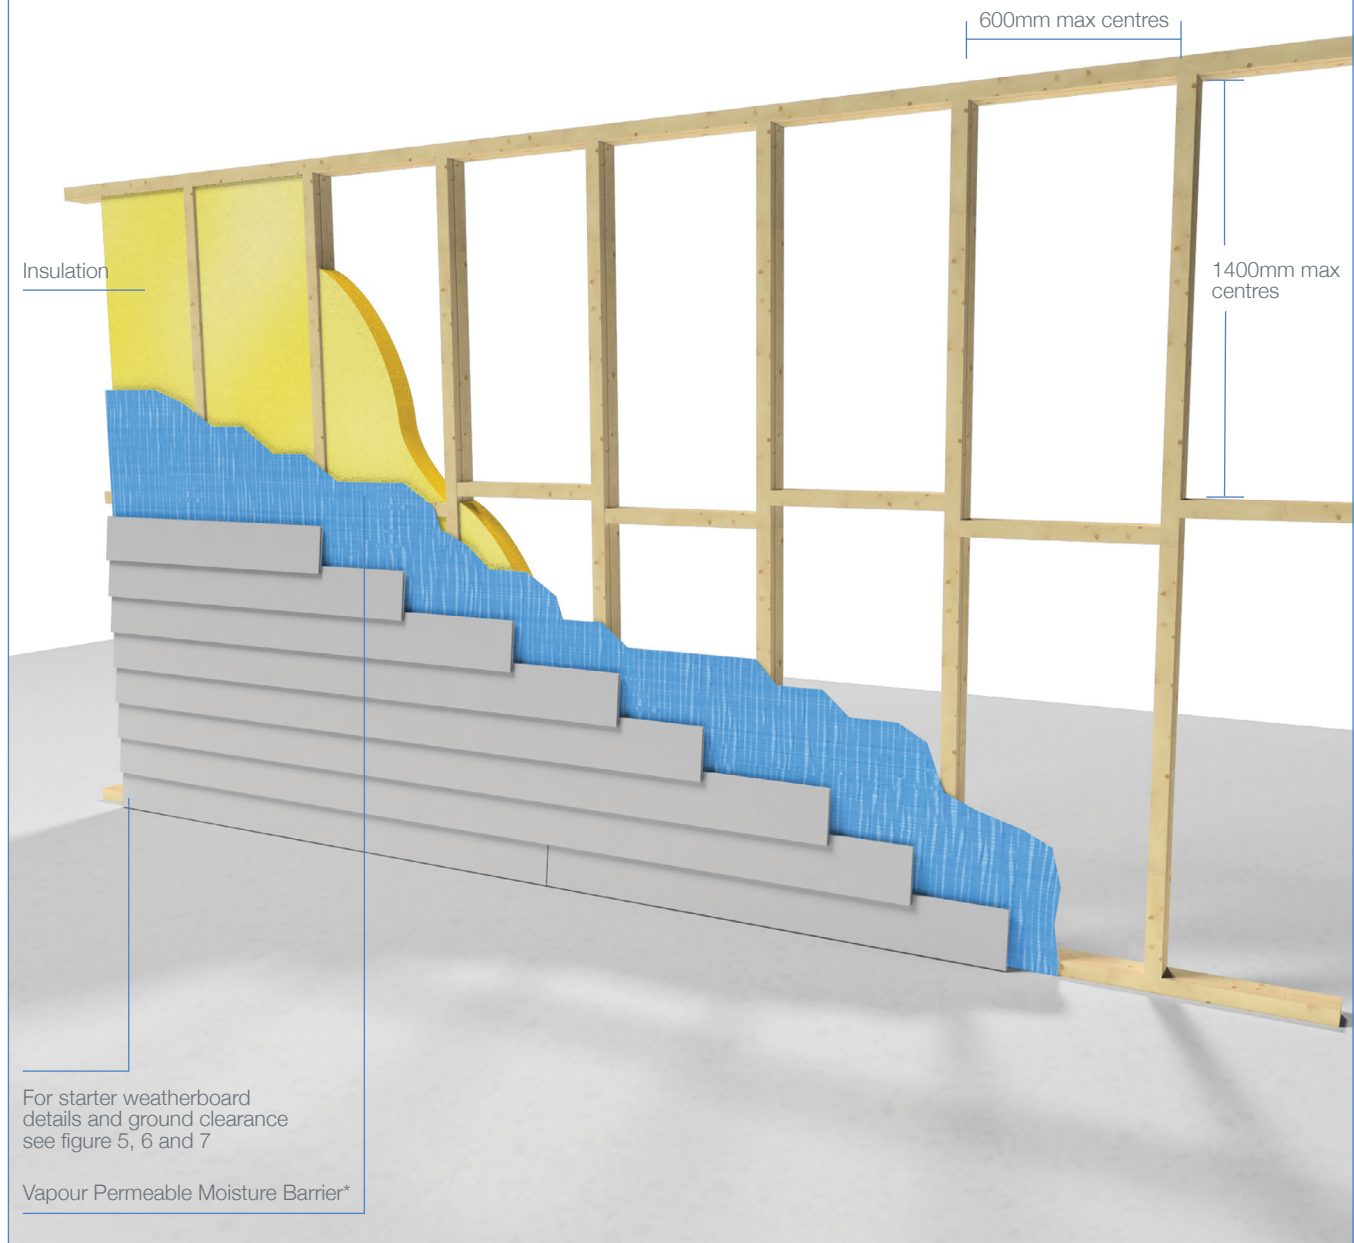 600mm max centres
Insulation
1400mm max
centres
For starter weatherboard
details and ground clearance
see figure 5, 6 and 7
Vapour Permeable Moisture Barrier*